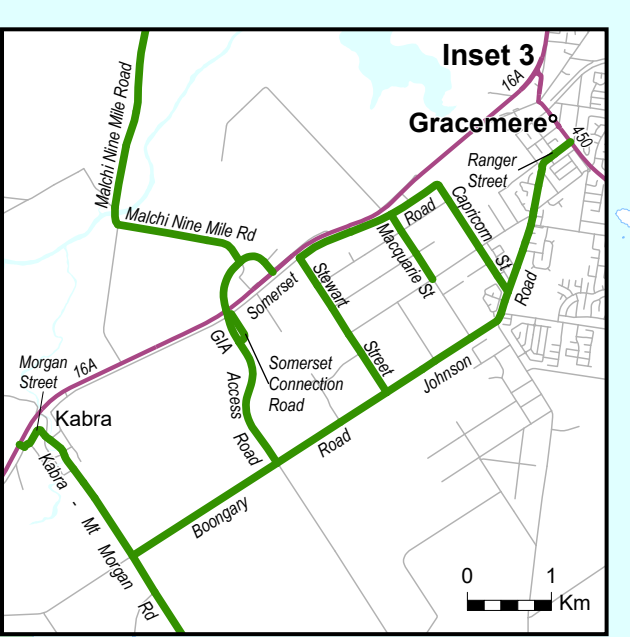 Inset 3
16A
Gracemere
450
Ranger
Street
Malchi Nine Mile Road
Malchi Nine Mile Rd
Road
Capricorn St
Macquarie St
Somerset
Stewart
Street
Road
GIA
Access
Road
Somerset
Connection
Road
Johnson
Morgan
Street
16A
Kabra
Kabra - Mt Morgan Rd
Road
Boongary
0 1
Km